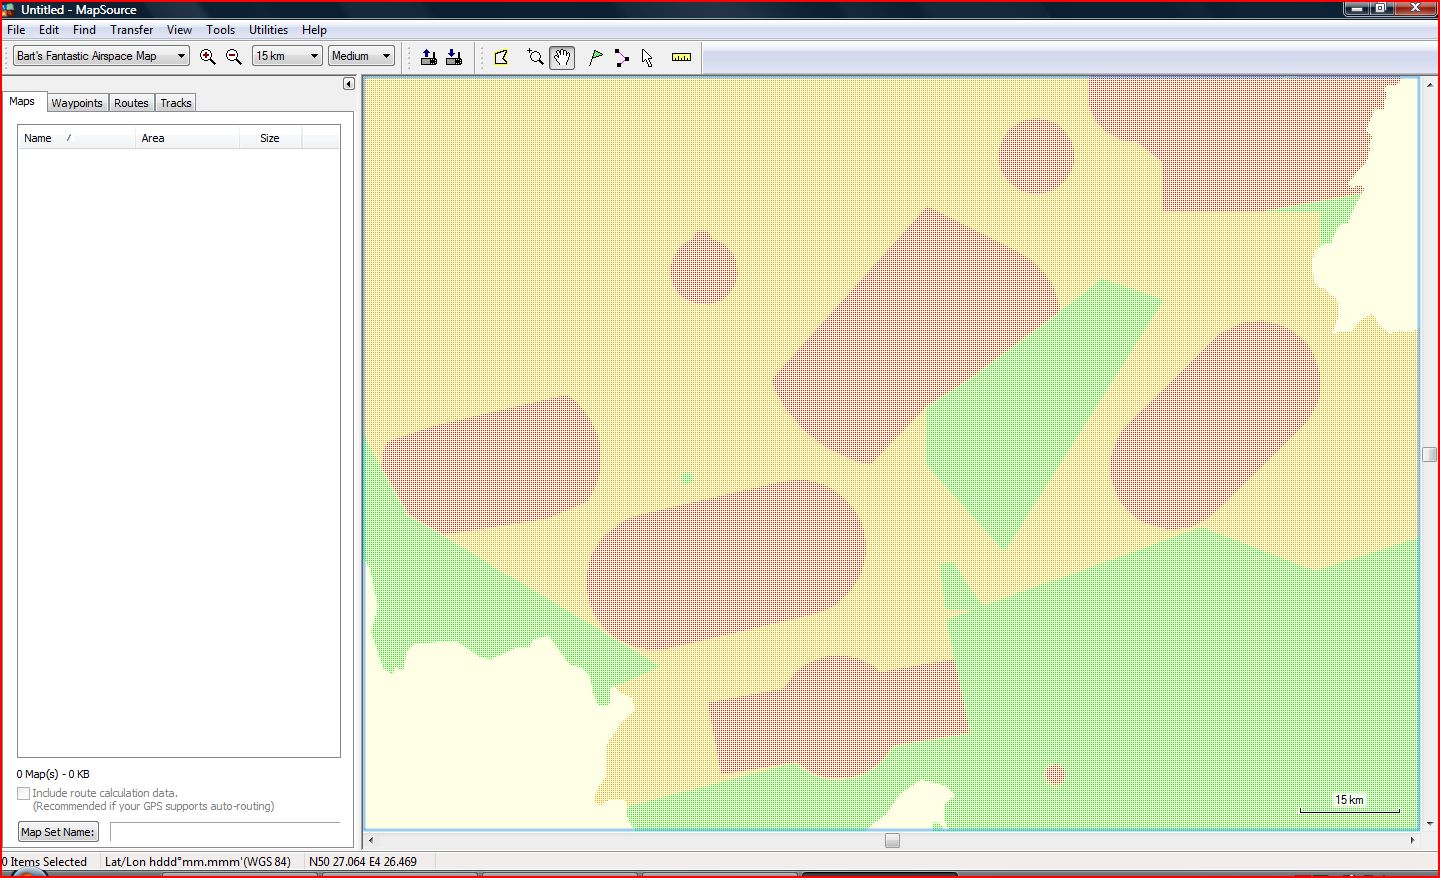 Untitled - MapSource
File Edit Find Transfer View Tools Utilities Help
Bart's Fantastic Airspace Map 15 km Medium
Maps Waypoints Routes Tracks
Name / Area Size
0 Map(s) - 0 KB
Include route calculation data.
(Recommended if your GPS supports auto-routing)
Map Set Name:
15 km
0 Items Selected Lat/Lon hddd°mm.mmm'(WGS 84) N50 27.064 E4 26.469